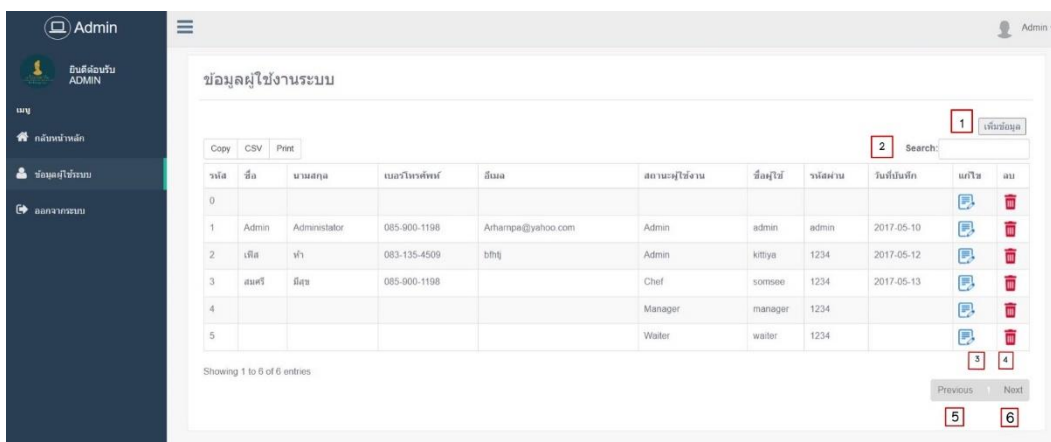 Admin
Admin
ยินดีต้อนรับ
ADMIN
เมนู
กลับหน้าหลัก
ข้อมูลผู้ใช้ระบบ
ออกจากระบบ
ข้อมูลผู้ใช้งานระบบ
1 เพิ่มข้อมูล
Copy CSV Print 2 Search:
รหัส ชื่อ นามสกุล เบอร์โทรศัพท์ อีเมล สถานะผู้ใช้งาน ชื่อผู้ใช้ รหัสผ่าน วันที่บันทึก แก้ไข ลบ
0
1 Admin Administator 085-900-1198 Arhampa@yahoo.com Admin admin admin 2017-05-10
2 เฟิส ทำ 083-135-4509 bfhtj Admin kittiya 1234 2017-05-12
3 สมศรี มีสุข 085-900-1198 Chef somsee 1234 2017-05-13
4 Manager manager 1234
5 Waiter waiter 1234
Showing 1 to 6 of 6 entries
3 4
Previous 1 Next
5 6